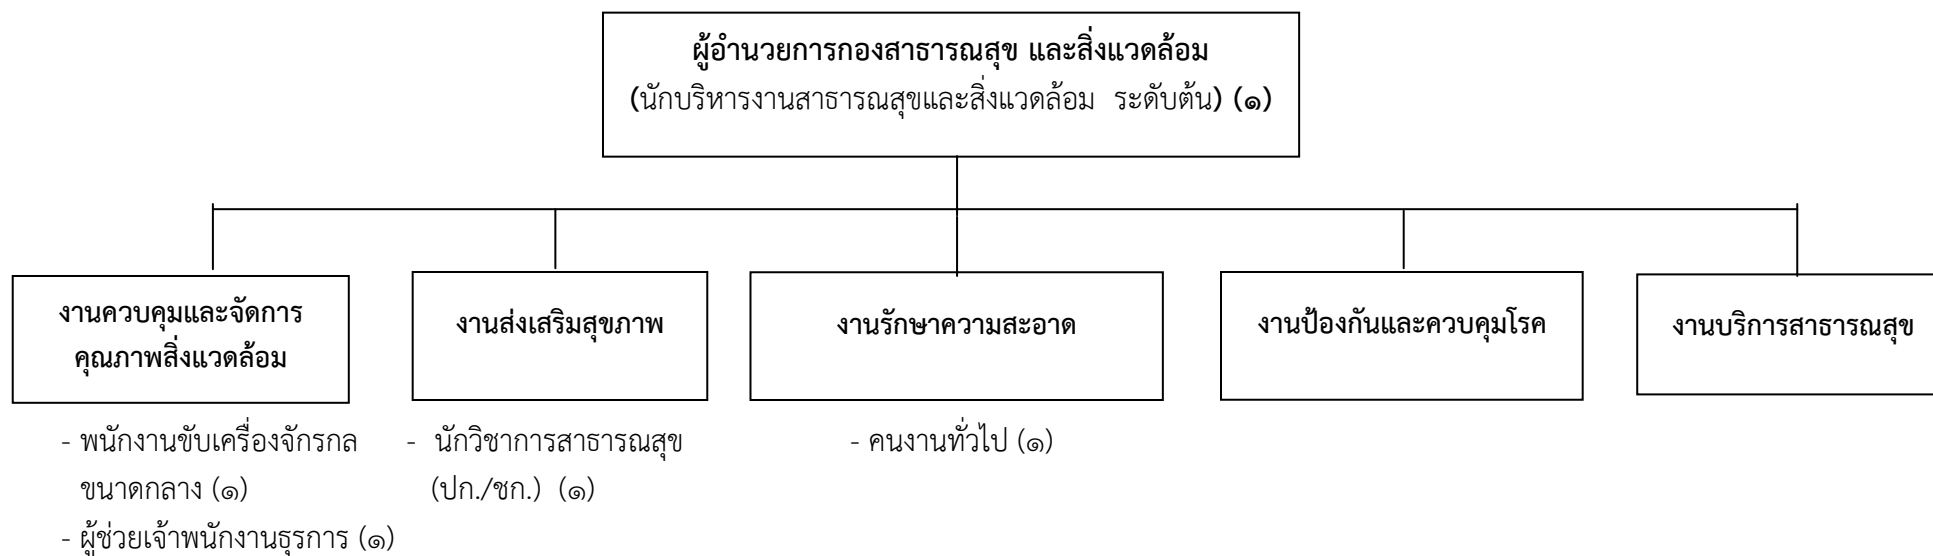 ผู้อำนวยการกองสาธารณสุข และสิ่งแวดล้อม
(นักบริหารงานสาธารณสุขและสิ่งแวดล้อม ระดับต้น) (๑)
งานควบคุมและจัดการ
คุณภาพสิ่งแวดล้อม
งานส่งเสริมสุขภาพ
งานรักษาความสะอาด
งานป้องกันและควบคุมโรค
งานบริการสาธารณสุข
- พนักงานขับเครื่องจักรกล
ขนาดกลาง (๑)
- ผู้ช่วยเจ้าพนักงานธุรการ (๑)
- นักวิชาการสาธารณสุข
(ปก./ชก.) (๑)
- คนงานทั่วไป (๑)